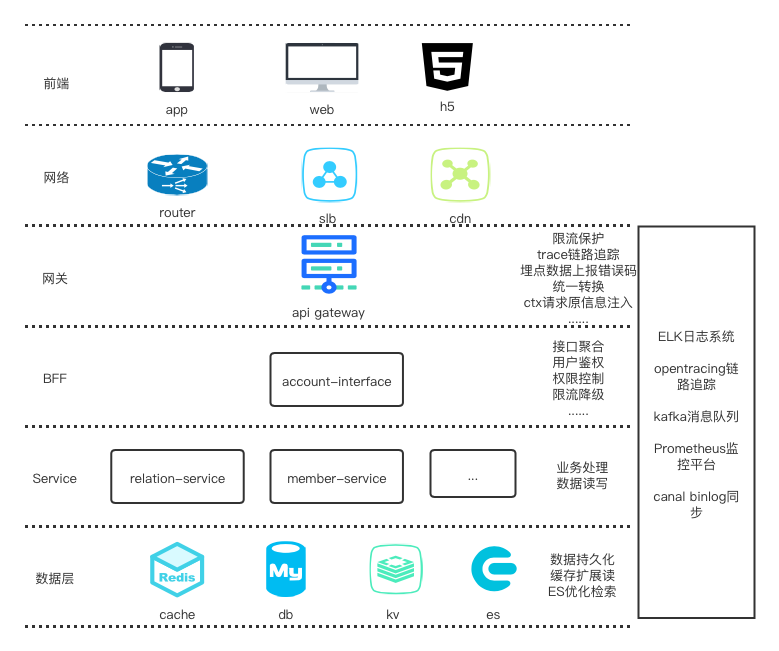 前端
app
web
h5
网络
router
slb
cdn
网关
api gateway
限流保护
trace链路追踪
埋点数据上报错误码
统一转换
ctx请求原信息注入
......
BFF
account-interface
接口聚合
用户鉴权
权限控制
限流降级
......
Service
relation-service
member-service
...
业务处理
数据读写
数据层
Redis
cache
My
db
kv
es
数据持久化
缓存扩展读
ES优化检索
ELK日志系统
opentracing链
路追踪
kafka消息队列
Prometheus监
控平台
canal binlog同
步